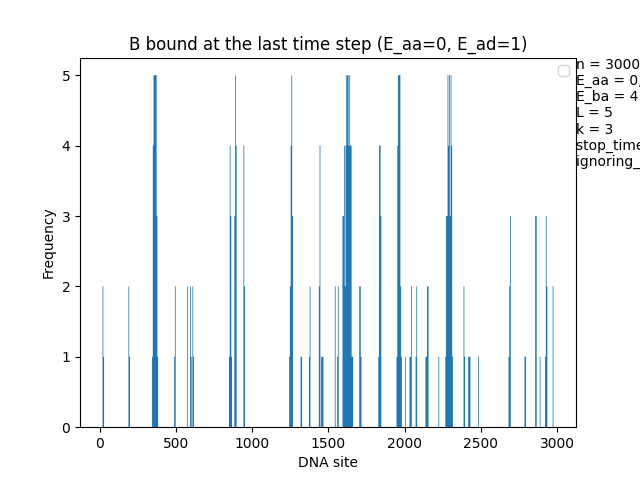 B bound at the last time step (E_aa=0, E_ad=1)
n = 3000
E_aa = 0,
E_ba = 4
L = 5
k = 3
stop_time
ignoring_
Frequency
5
4
3
2
1
0
0 500 1000 1500 2000 2500 3000
DNA site